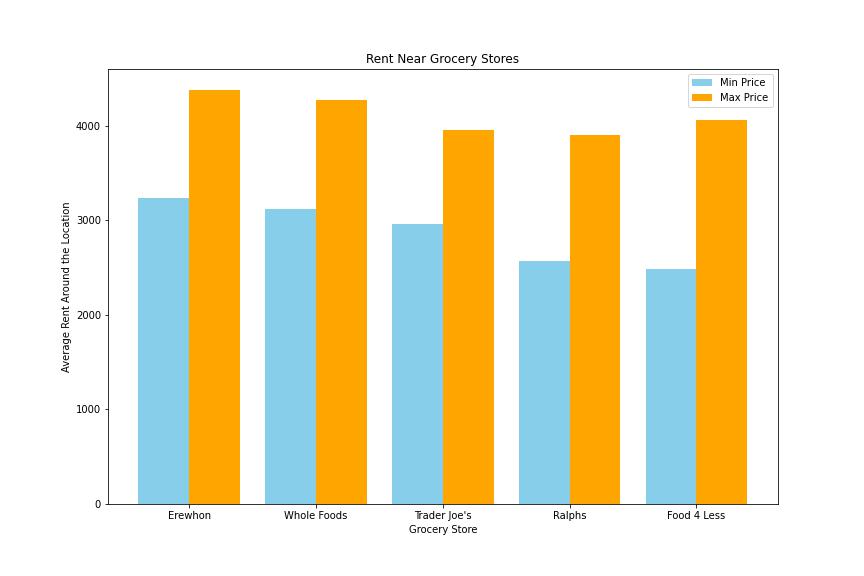 Rent Near Grocery Stores
Min Price
Max Price
Average Rent Around the Location
4000
3000
2000
1000
0
Erewhon
Whole Foods
Trader Joe's
Ralphs
Food 4 Less
Grocery Store